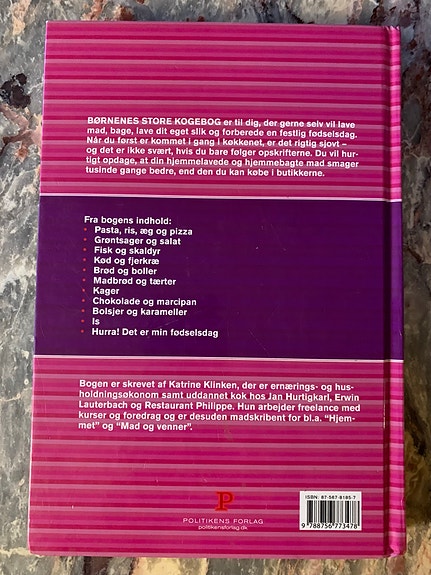 BØRNENES STORE KOGEBOG er til dig, der gerne selv vil lave
mad, bage, lave dit eget slik og forberede en festlig fødselsdag.
Når du først er kommet i gang i køkkenet, er det rigtig sjovt –
og det er ikke svært, hvis du bare følger opskrifterne. Du vil hur-
tigt opdage, at din hjemmelavede og hjemmebagte mad smager
tusinde gange bedre, end den du kan købe i butikkerne.
Fra bogens indhold:
• Pasta, ris, æg og pizza
• Grøntsager og salat
• Fisk og skaldyr
• Kød og fjerkræ
• Brød og boller
• Madbrød og tærter
• Kager
• Chokolade og marcipan
• Bolsjer og karameller
• Is
• Hurra! Det er min fødselsdag
Bogen er skrevet af Katrine Klinken, der er ernærings- og hus-
holdningsøkonom samt uddannet kok hos Jan Hurtigkarl, Erwin
Lauterbach og Restaurant Philippe. Hun arbejder freelance med
kurser og foredrag og er desuden madskribent for bl.a. “Hjem-
met” og “Mad og venner”.
P
POLITIKENS FORLAG
politikensforlag.dk
ISBN. 87-567-8185-7
9 788756 773478